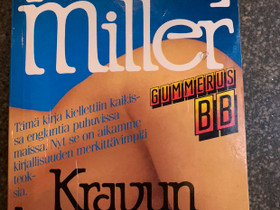 Miller
GUMMERUS
BB
Tämä kirja kiellettiin kaikis-
sa englantia puhuvissa
maissa. Nyt se on aikamme
kirjallisuuden merkittävimpiä
teok-
sia.
Kravun